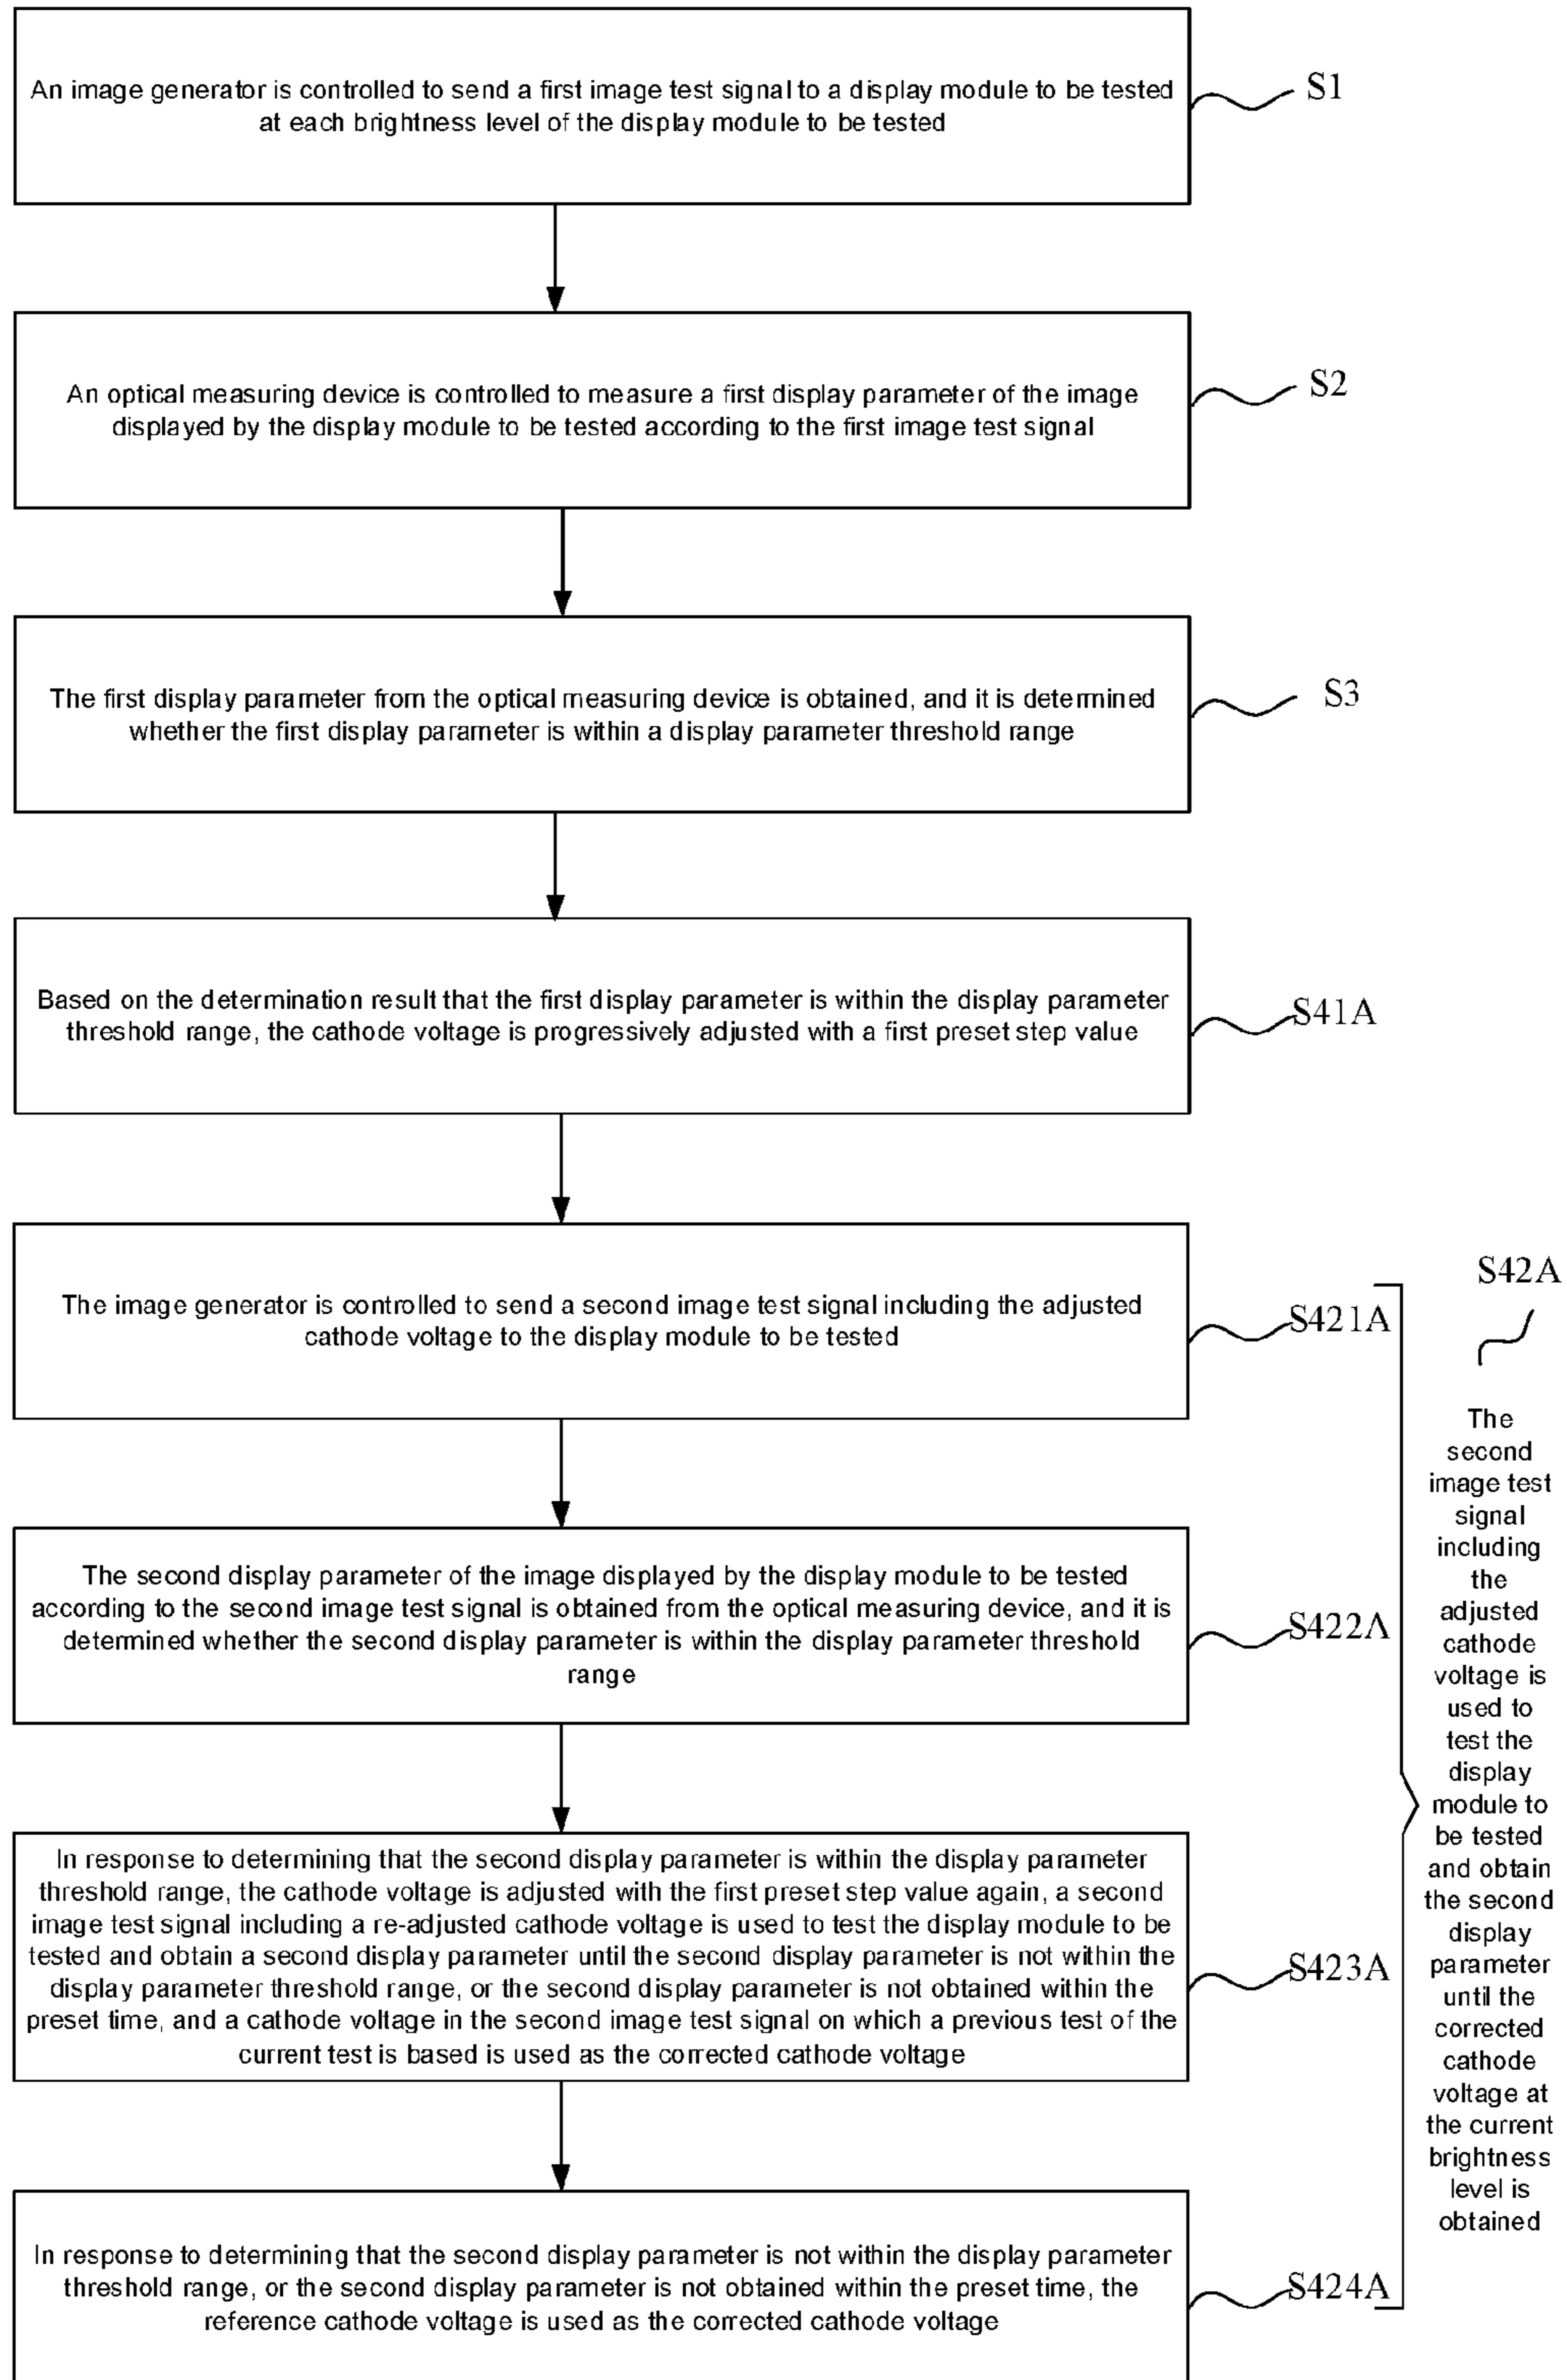 An image generator is controlled to send a first image test signal to a display module to be tested
at each brightness level of the display module to be tested
S1
An optical measuring device is controlled to measure a first display parameter of the image
displayed by the display module to be tested according to the first image test signal
S2
The first display parameter from the optical measuring device is obtained, and it is determined
whether the first display parameter is within a display parameter threshold range
S3
Based on the determination result that the first display parameter is within the display parameter
threshold range, the cathode voltage is progressively adjusted with a first preset step value
S41A
The image generator is controlled to send a second image test signal including the adjusted
cathode voltage to the display module to be tested
S421A
The second display parameter of the image displayed by the display module to be tested
according to the second image test signal is obtained from the optical measuring device, and it is
determined whether the second display parameter is within the display parameter threshold
range
S422A
In response to determining that the second display parameter is within the display parameter
threshold range, the cathode voltage is adjusted with the first preset step value again, a second
image test signal including a re-adjusted cathode voltage is used to test the display module to be
tested and obtain a second display parameter until the second display parameter is not within the
display parameter threshold range, or the second display parameter is not obtained within the
preset time, and a cathode voltage in the second image test signal on which a previous test of the
current test is based is used as the corrected cathode voltage
S423A
In response to determining that the second display parameter is not within the display parameter
threshold range, or the second display parameter is not obtained within the preset time, the
reference cathode voltage is used as the corrected cathode voltage
S424A
S42A
The
second
image test
signal
including
the
adjusted
cathode
voltage is
used to
test the
display
module to
be tested
and obtain
the second
display
parameter
until the
corrected
cathode
voltage at
the current
brightness
level is
obtained